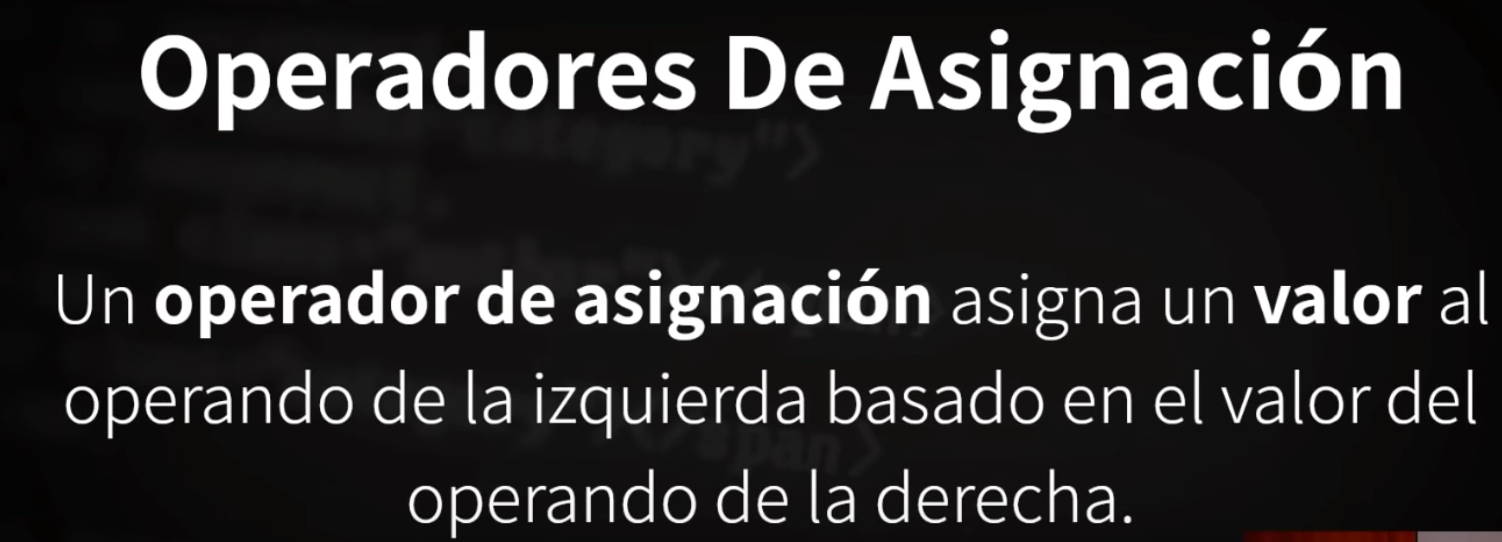 Operadores De Asignación
Un operador de asignación asigna un valor al
operando de la izquierda basado en el valor del
operando de la derecha.